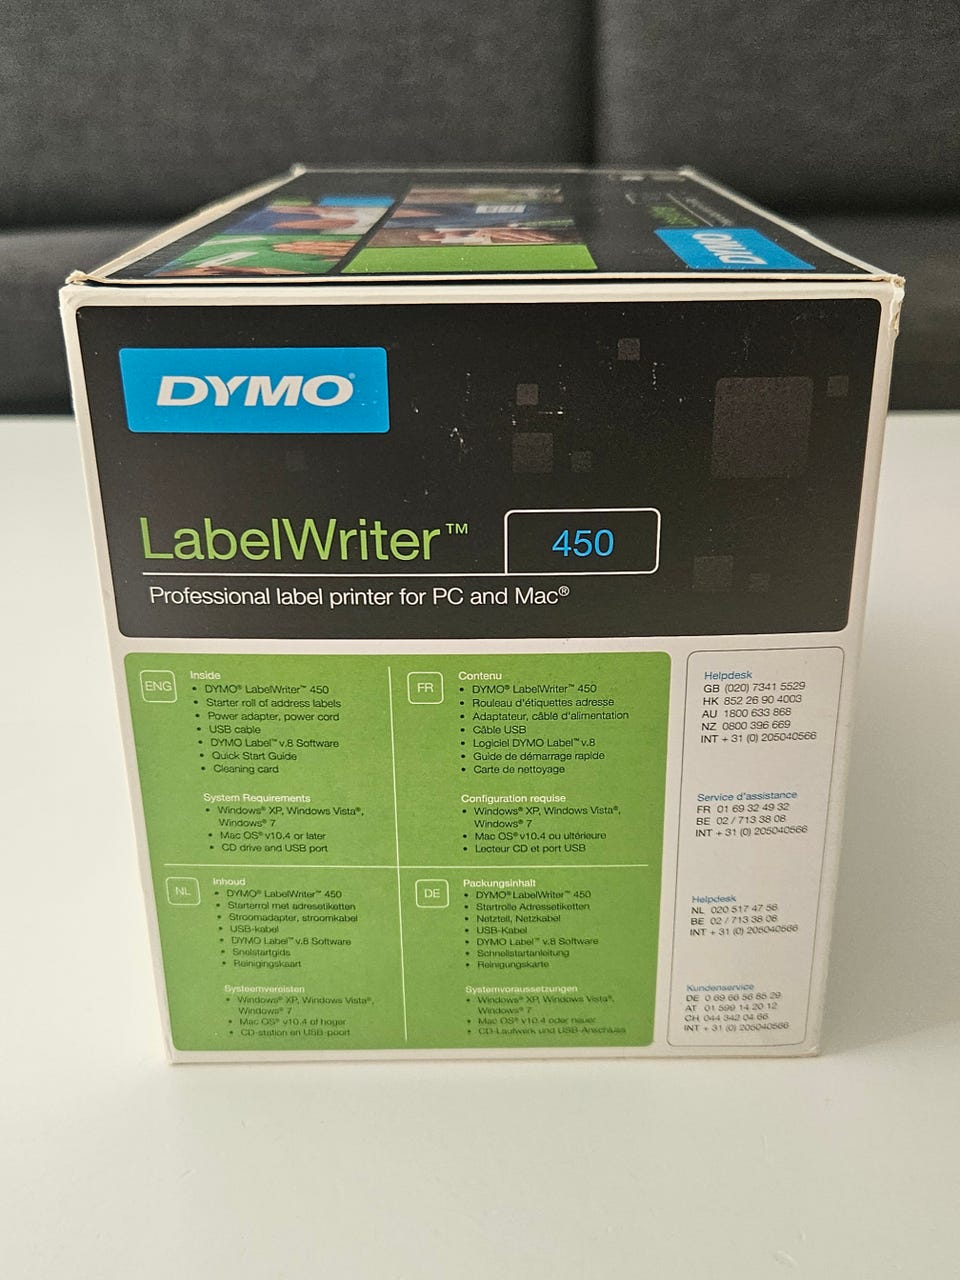 DYMO
DYMO®
LabelWriter™ 450
Professional label printer for PC and Mac®
ENG
Inside
• DYMO® LabelWriter™ 450
• Starter roll of address labels
• Power adapter, power cord
• USB cable
• DYMO Label™ v.8 Software
• Quick Start Guide
• Cleaning card
System Requirements
• Windows® XP, Windows Vista®,
Windows® 7
• Mac OS® v10.4 or later
• CD drive and USB port
FR
Contenu
• DYMO® LabelWriter™ 450
• Rouleau d'étiquettes adresse
• Adaptateur, câble d'alimentation
• Câble USB
• Logiciel DYMO Label™ v.8
• Guide de démarrage rapide
• Carte de nettoyage
Configuration requise
• Windows® XP, Windows Vista®,
Windows® 7
• Mac OS® v10.4 ou ultérieure
• Lecteur CD et port USB
NL
Inhoud
• DYMO® LabelWriter™ 450
• Starterrol met adresetiketten
• Stroomadapter, stroomkabel
• USB-kabel
• DYMO Label™ v.8 Software
• Snelstartgids
• Reinigingskaart
Systeemvereisten
• Windows® XP, Windows Vista®,
Windows® 7
• Mac OS® v10.4 of hoger
• CD-station en USB-poort
DE
Packungsinhalt
• DYMO® LabelWriter™ 450
• Startrolle Adressetiketten
• Netzteil, Netzkabel
• USB-Kabel
• DYMO Label™ v.8 Software
• Schnellstartanleitung
• Reinigungskarte
Systemvoraussetzungen
• Windows® XP, Windows Vista®,
Windows® 7
• Mac OS® v10.4 oder neuer
• CD-Laufwerk und USB-Anschluss
Helpdesk
GB (020) 7341 5529
HK 852 26 90 4003
AU 1800 633 868
NZ 0800 396 669
INT + 31 (0) 205040566
Service d'assistance
FR 01 69 32 49 32
BE 02 / 713 38 08
INT + 31 (0) 205040566
Helpdesk
NL 020 517 47 56
BE 02 / 713 38 08
INT + 31 (0) 205040566
Kundenservice
DE 0 69 66 56 85 29
AT 01 599 14 20 12
CH 044 342 04 66
INT + 31 (0) 205040566